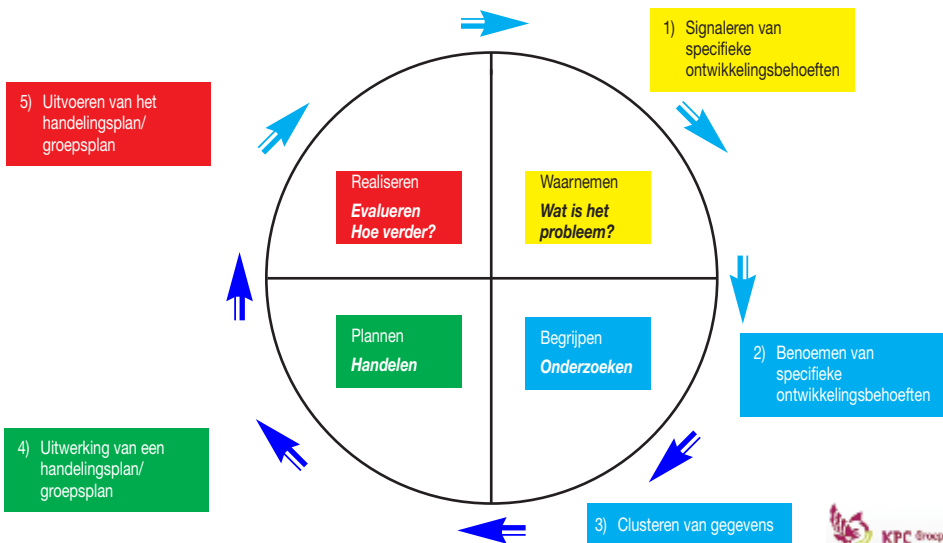 1) Signaleren van
specifieke
ontwikkelingsbehoeften
5) Uitvoeren van het
handelingsplan/
groepsplan
Realiseren
Evalueren
Hoe verder?
Waarnemen
Wat is het
probleem?
Plannen
Handelen
Begrijpen
Onderzoeken
2) Benoemen van
specifieke
ontwikkelingsbehoeften
4) Uitwerking van een
handelingsplan/
groepsplan
3) Clusteren van gegevens
KPC Groep